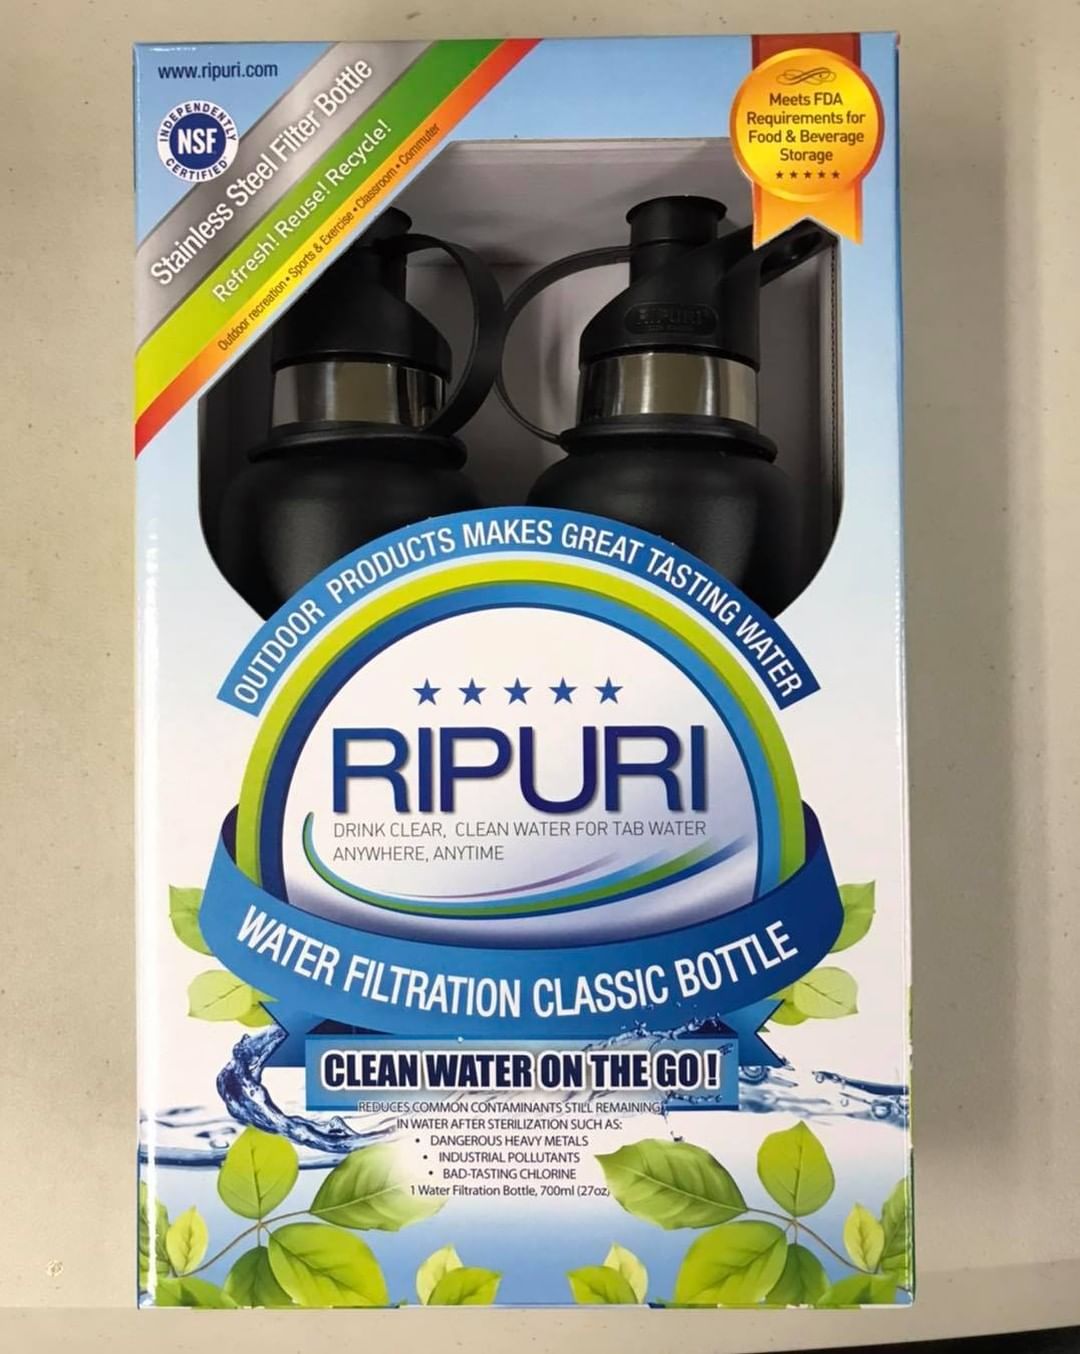 www.ripuri.com
INDEPENDENTLY
NSF
CERTIFIED
Stainless Steel Filter Bottle
Refresh! Reuse! Recycle!
Outdoor recreation • Sports & Exercise • Classroom • Commuter
Meets FDA
Requirements for
Food & Beverage
Storage
RIPURI
OUTDOOR PRODUCTS MAKES GREAT TASTING WATER
RIPURI
DRINK CLEAR, CLEAN WATER FOR TAB WATER
ANYWHERE, ANYTIME
WATER FILTRATION CLASSIC BOTTLE
CLEAN WATER ON THE GO !
REDUCES COMMON CONTAMINANTS STILL REMAINING
IN WATER AFTER STERILIZATION SUCH AS:
• DANGEROUS HEAVY METALS
• INDUSTRIAL POLLUTANTS
• BAD-TASTING CHLORINE
1 Water Filtration Bottle, 700ml (27oz)